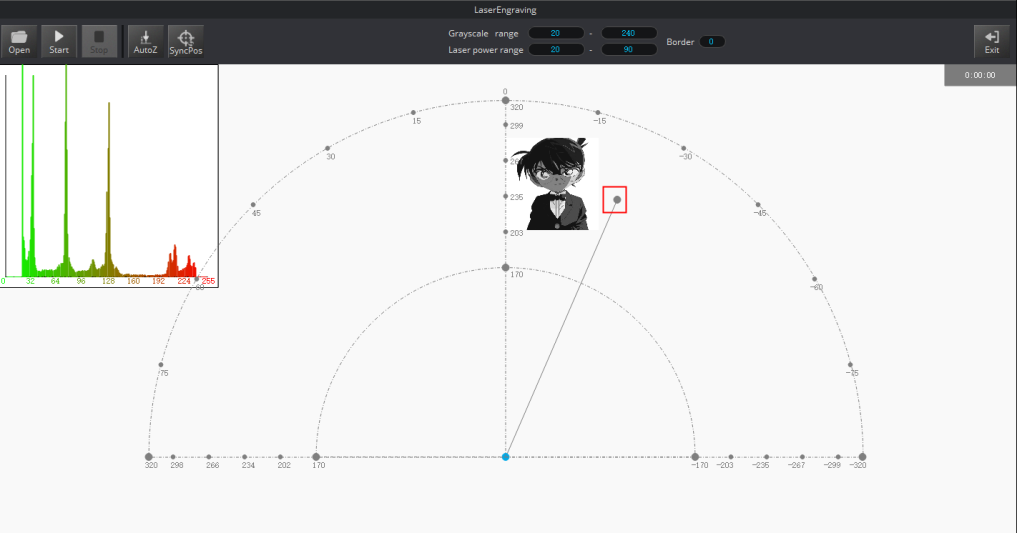 LaserEngraving
Open Start Stop AutoZ SyncPos
Grayscale range 20 - 240
Laser power range 20 - 90
Border 0
Exit
0:00:00
0 32 64 96 128 160 192 224 255
0
320
299
235
203
170
15
30
45
75
-15
-30
-45
-60
-75
320 298 266 234 202 170
-170 -203 -235 -267 -299 -320